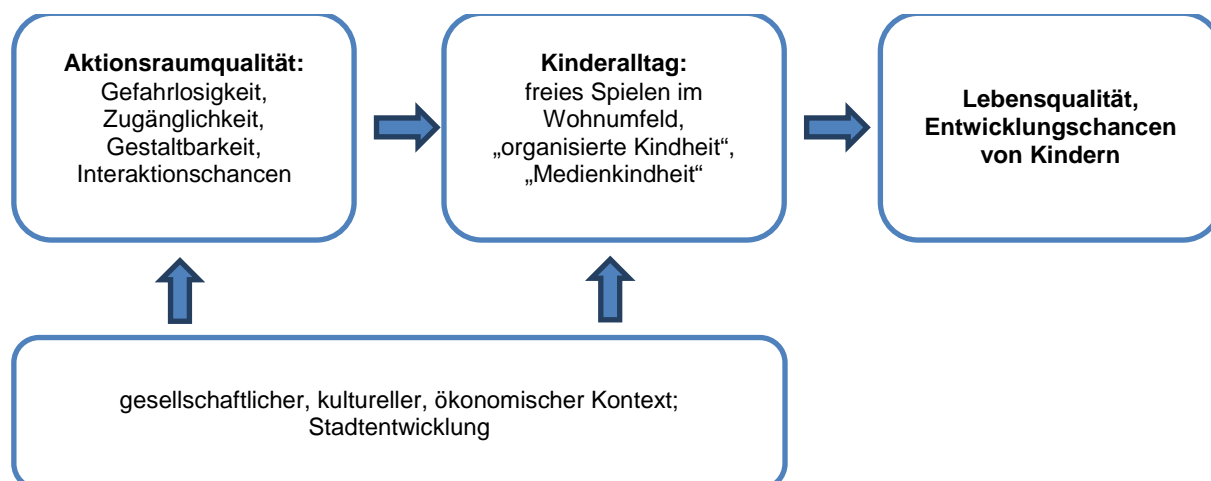 Aktionsraumqualität:
Gefahrlosigkeit,
Zugänglichkeit,
Gestaltbarkeit,
Interaktionschancen
Kinderalltag:
freies Spielen im
Wohnumfeld,
„organisierte Kindheit“,
„Medienkindheit“
Lebensqualität,
Entwicklungschancen
von Kindern
gesellschaftlicher, kultureller, ökonomischer Kontext;
Stadtentwicklung